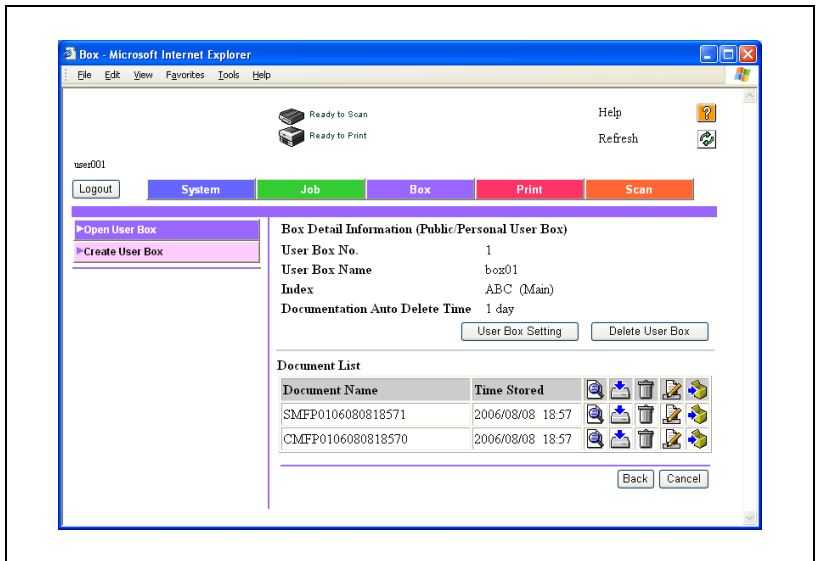 Box - Microsoft Internet Explorer
File Edit View Favorites Tools Help
Ready to Scan
Help
?
Ready to Print
Refresh
user001
Logout
System Job Box Print Scan
Open User Box
Create User Box
Box Detail Information (Public/Personal User Box)
User Box No. 1
User Box Name box01
Index ABC (Main)
Documentation Auto Delete Time 1 day
User Box Setting Delete User Box
Document List
Document Name Time Stored
SMFP0106080818571 2006/08/08 18:57
CMFP0106080818570 2006/08/08 18:57
Back Cancel